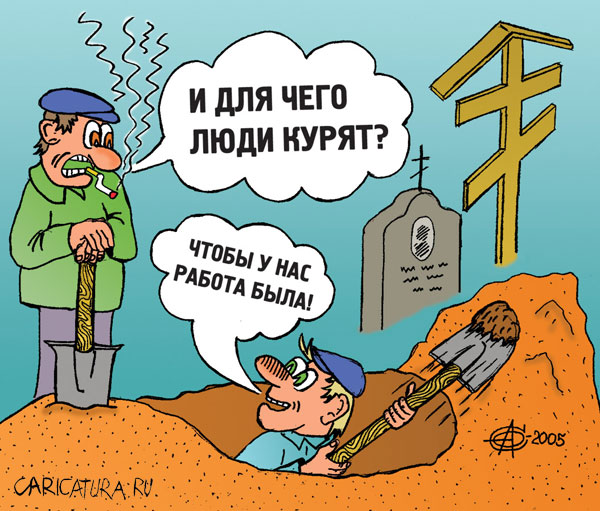 И ДЛЯ ЧЕГО
ЛЮДИ КУРЯТ?
ЧТОБЫ У НАС
РАБОТА БЫЛА!
-2005
CARICATURA.RU